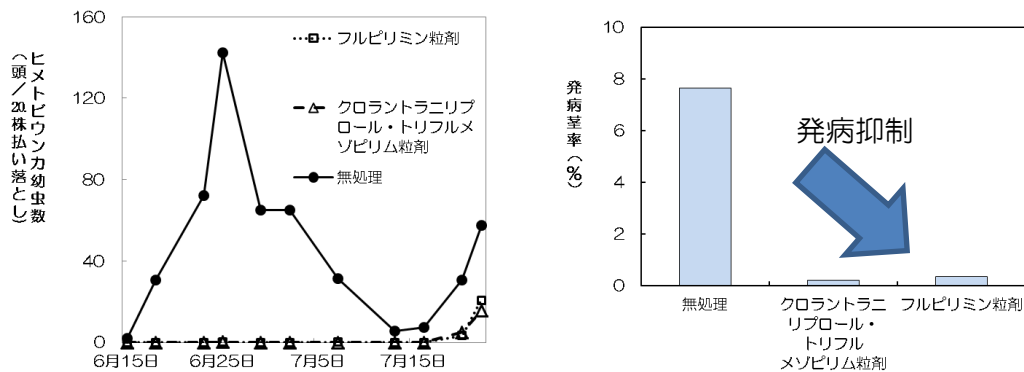 ヒメトビウンカ幼虫数
(頭/20株払い落とし)
160
120
80
40
0
6月15日
6月25日
7月5日
7月15日
フルピリミン粒剤
クロラントラニリプ
ロール・トリフルメ
ゾピリム粒剤
無処理
発病茎率(%)
10
8
6
4
2
0
発病抑制
無処理
クロラントラニ
リプロール・
トリフル
メゾピリム粒剤
フルピリミン粒剤